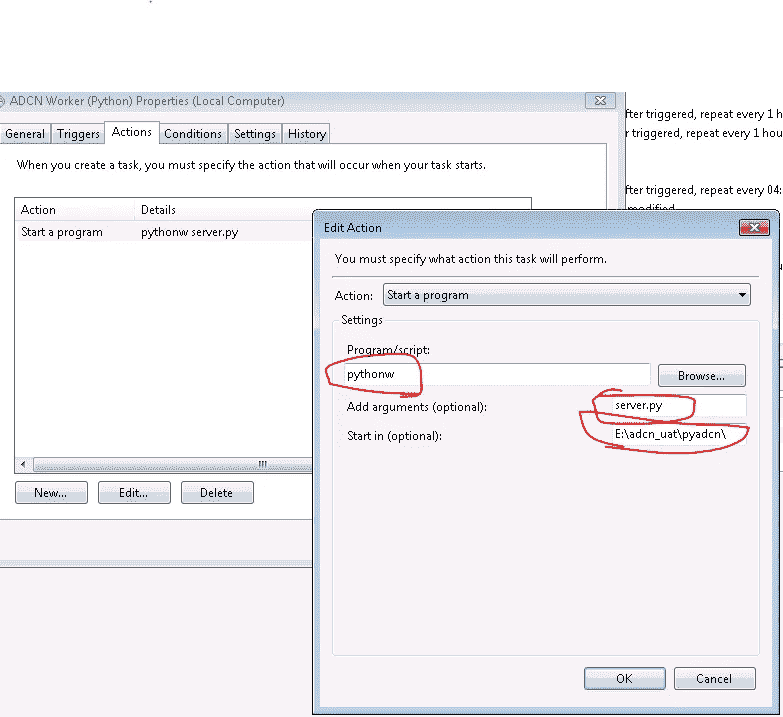 ADCN Worker (Python) Properties (Local Computer)
General Triggers Actions Conditions Settings History
When you create a task, you must specify the action that will occur when your task starts.
Action Details
Start a program pythonw server.py
New... Edit... Delete
fter triggered, repeat every 1 h
r triggered, repeat every 1 hou
fter triggered, repeat every 04:
modified
Edit Action
You must specify what action this task will perform.
Action: Start a program
Settings
Program/script:
pythonw
Browse...
Add arguments (optional): server.py
Start in (optional): E:\adcn_uat\pyadcn\
OK Cancel